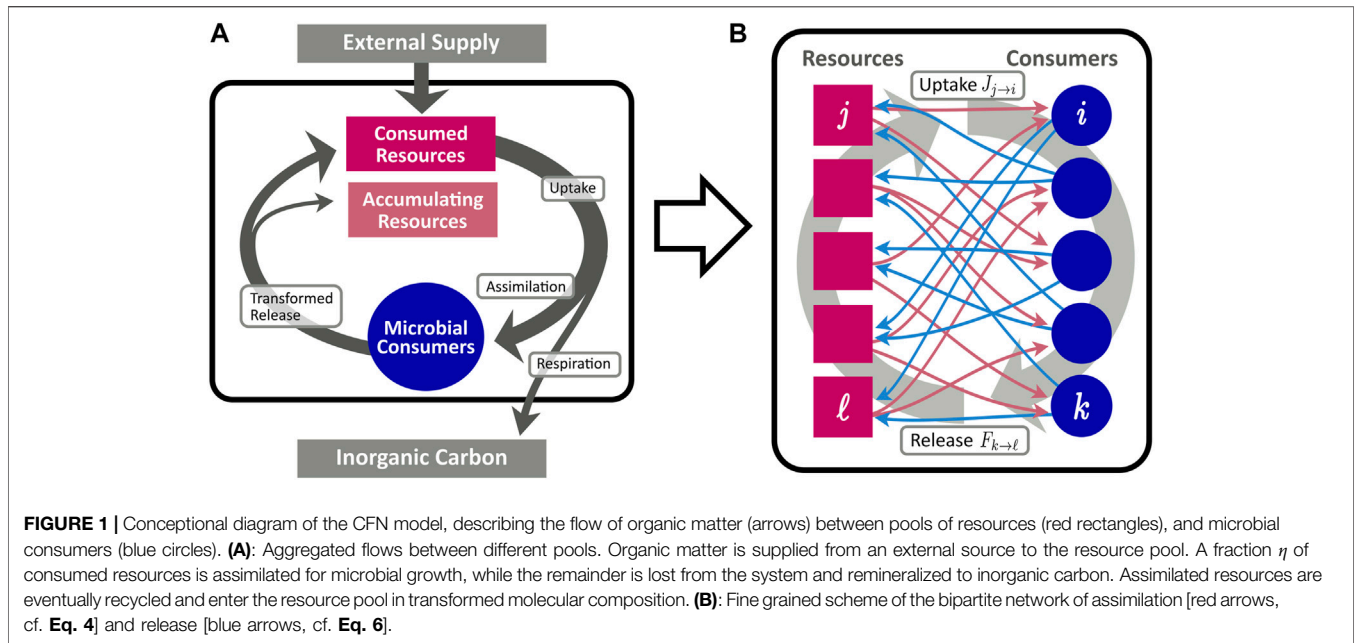 A
External Supply
Consumed
Resources
Accumulating
Resources
Uptake
Assimilation
Transformed
Release
Microbial
Consumers
Respiration
Inorganic Carbon
B
Resources
Consumers
Uptake J j→i
j
i
ℓ
k
Release F k→ℓ
FIGURE 1 | Conceptual diagram of the CFN model, describing the flow of organic matter (arrows) between pools of resources (red rectangles), and microbial
consumers (blue circles). (A): Aggregated flows between different pools. Organic matter is supplied from an external source to the resource pool. A fraction η of
consumed resources is assimilated for microbial growth, while the remainder is lost from the system and remineralized to inorganic carbon. Assimilated resources are
eventually recycled and enter the resource pool in transformed molecular composition. (B): Fine grained scheme of the bipartite network of assimilation [red arrows,
cf. Eq. 4] and release [blue arrows, cf. Eq. 6].